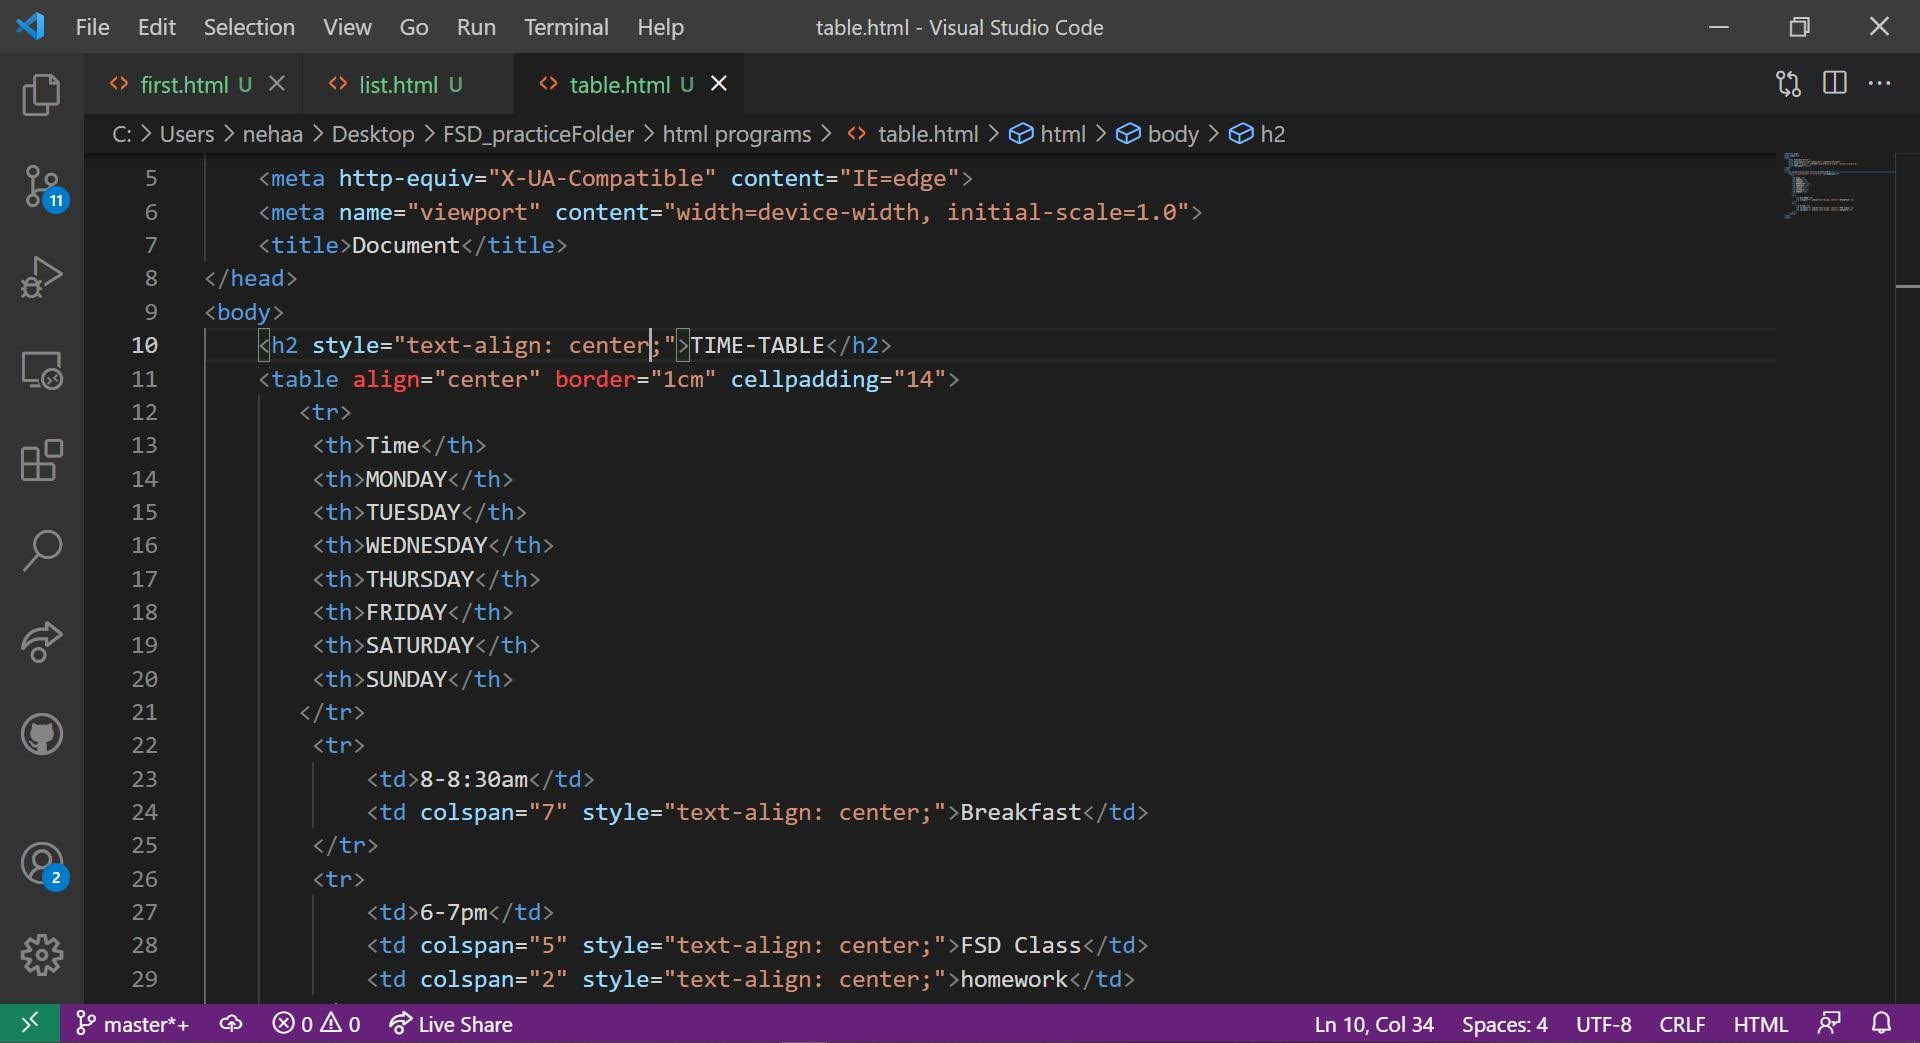 File Edit Selection View Go Run Terminal Help table.html - Visual Studio Code
first.html U list.html U table.html U
C: > Users > nehaa > Desktop > FSD_practiceFolder > html programs > table.html > html > body > h2
5 <meta http-equiv="X-UA-Compatible" content="IE=edge">
6 <meta name="viewport" content="width=device-width, initial-scale=1.0">
7 <title>Document</title>
8 </head>
9 <body>
10 <h2 style="text-align: center;">TIME-TABLE</h2>
11 <table align="center" border="1cm" cellpadding="14">
12 <tr>
13 <th>Time</th>
14 <th>MONDAY</th>
15 <th>TUESDAY</th>
16 <th>WEDNESDAY</th>
17 <th>THURSDAY</th>
18 <th>FRIDAY</th>
19 <th>SATURDAY</th>
20 <th>SUNDAY</th>
21 </tr>
22 <tr>
23 <td>8-8:30am</td>
24 <td colspan="7" style="text-align: center;">Breakfast</td>
25 </tr>
26 <tr>
27 <td>6-7pm</td>
28 <td colspan="5" style="text-align: center;">FSD Class</td>
29 <td colspan="2" style="text-align: center;">homework</td>
11
2
master*+ 0 0 Live Share Ln 10, Col 34 Spaces: 4 UTF-8 CRLF HTML